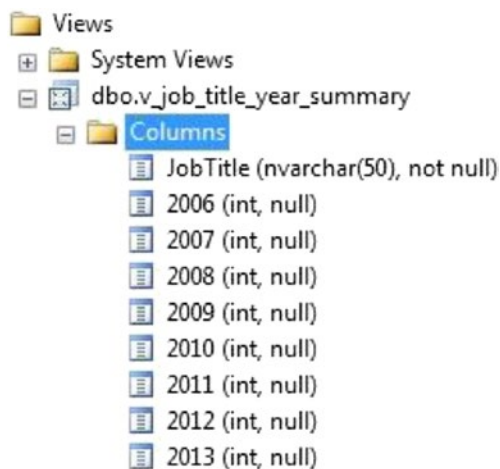 Views
System Views
dbo.v_job_title_year_summary
Columns
JobTitle (nvarchar(50), not null)
2006 (int, null)
2007 (int, null)
2008 (int, null)
2009 (int, null)
2010 (int, null)
2011 (int, null)
2012 (int, null)
2013 (int, null)